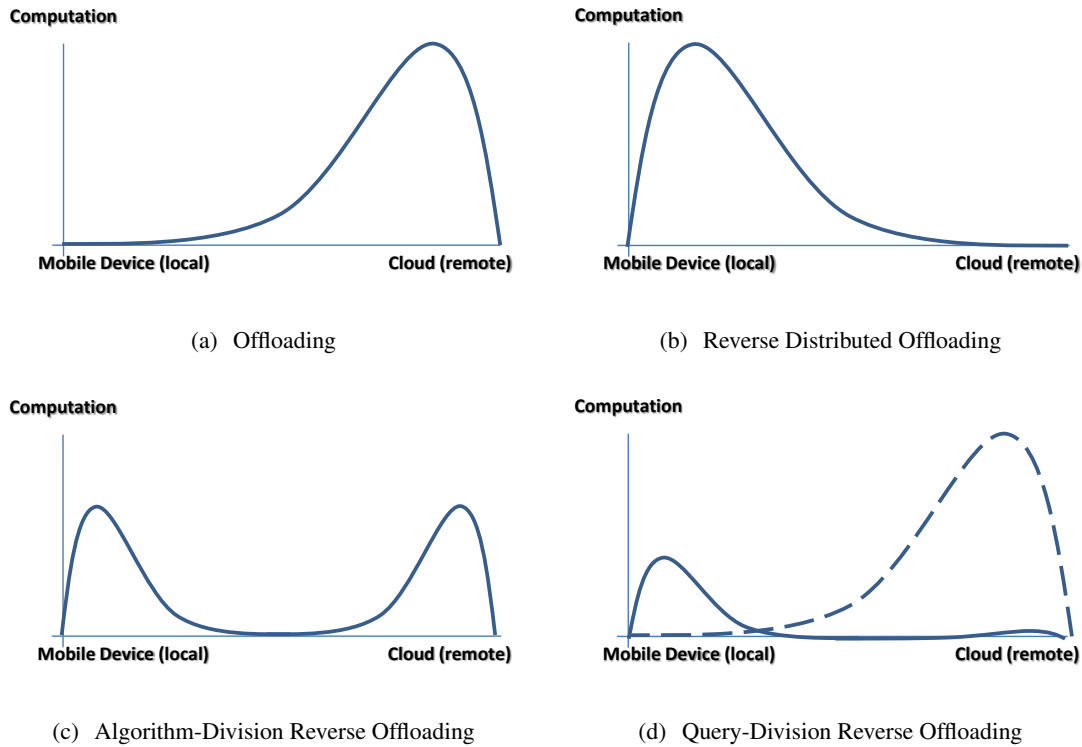 Computation
Computation
Mobile Device (local) Cloud (remote)
Mobile Device (local) Cloud (remote)
(a) Offloading
(b) Reverse Distributed Offloading
Computation
Computation
Mobile Device (local) Cloud (remote)
Mobile Device (local) Cloud (remote)
(c) Algorithm-Division Reverse Offloading
(d) Query-Division Reverse Offloading